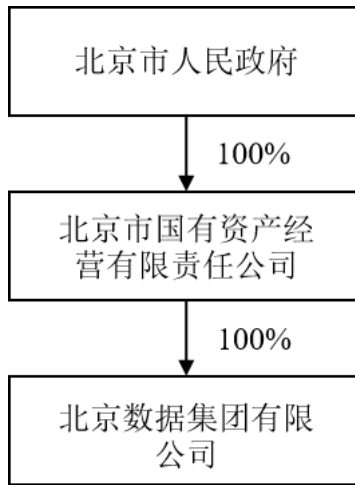 北京市人民政府
100%
北京市国有资产经
营有限责任公司
100%
北京数据集团有限
公司